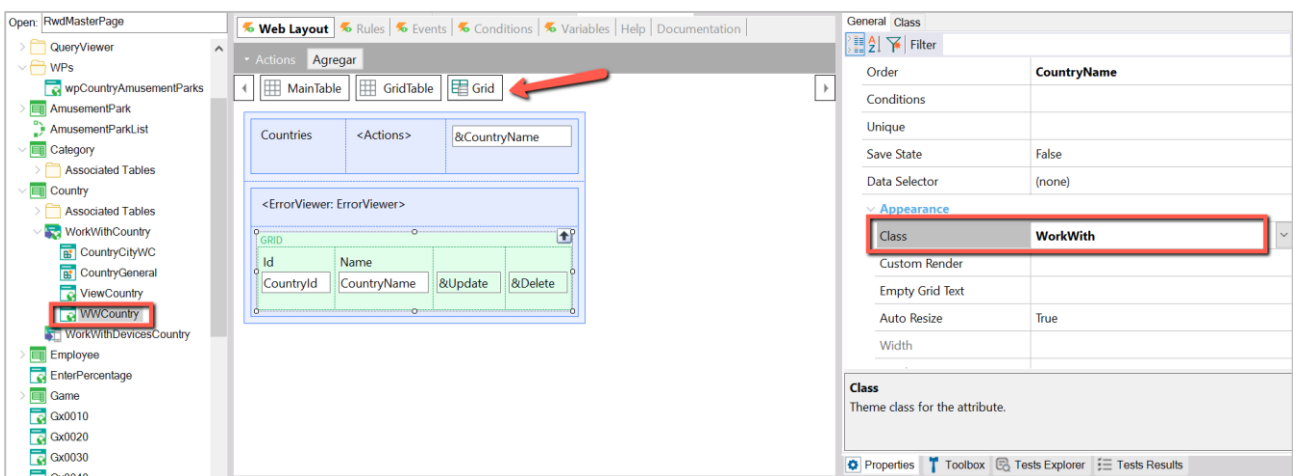 Open: RwdMasterPage
QueryViewer
WPs
wpCountryAmusementParks
AmusementPark
AmusementParkList
Category
Associated Tables
Country
Associated Tables
WorkWithCountry
CountryCityWC
CountryGeneral
ViewCountry
WWCountry
WorkWithDevicesCountry
Employee
EnterPercentage
Game
Gx0010
Gx0020
Gx0030
Web Layout Rules Events Conditions Variables Help Documentation
Actions Agregar
MainTable GridTable Grid
Countries <Actions> &CountryName
<ErrorViewer: ErrorViewer>
GRID
Id Name
CountryId CountryName &Update &Delete
General Class
Filter
Order CountryName
Conditions
Unique
Save State False
Data Selector (none)
Appearance
Class WorkWith
Custom Render
Empty Grid Text
Auto Resize True
Width
Class
Theme class for the attribute.
Properties Toolbox Tests Explorer Tests Results